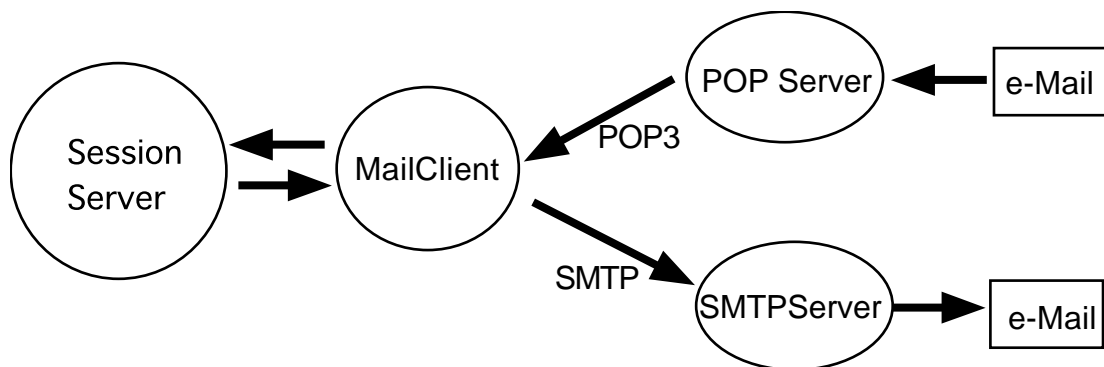 Session
Server
MailClient
POP Server
e-Mail
POP3
SMTP
SMTPServer
e-Mail